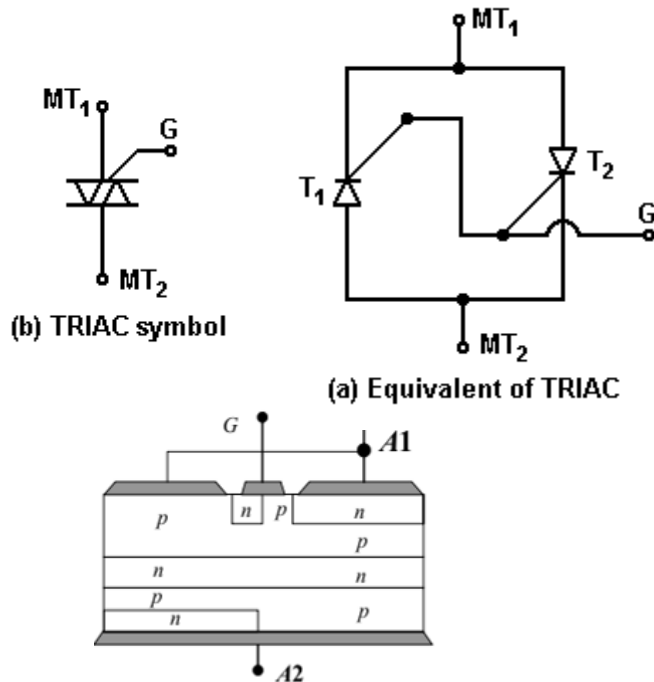 MT₁
G
MT₂
(b) TRIAC symbol
MT₁
T₁
T₂
G
MT₂
(a) Equivalent of TRIAC
G
A1
p
n
p
n
p
n
n
p
n
p
A2